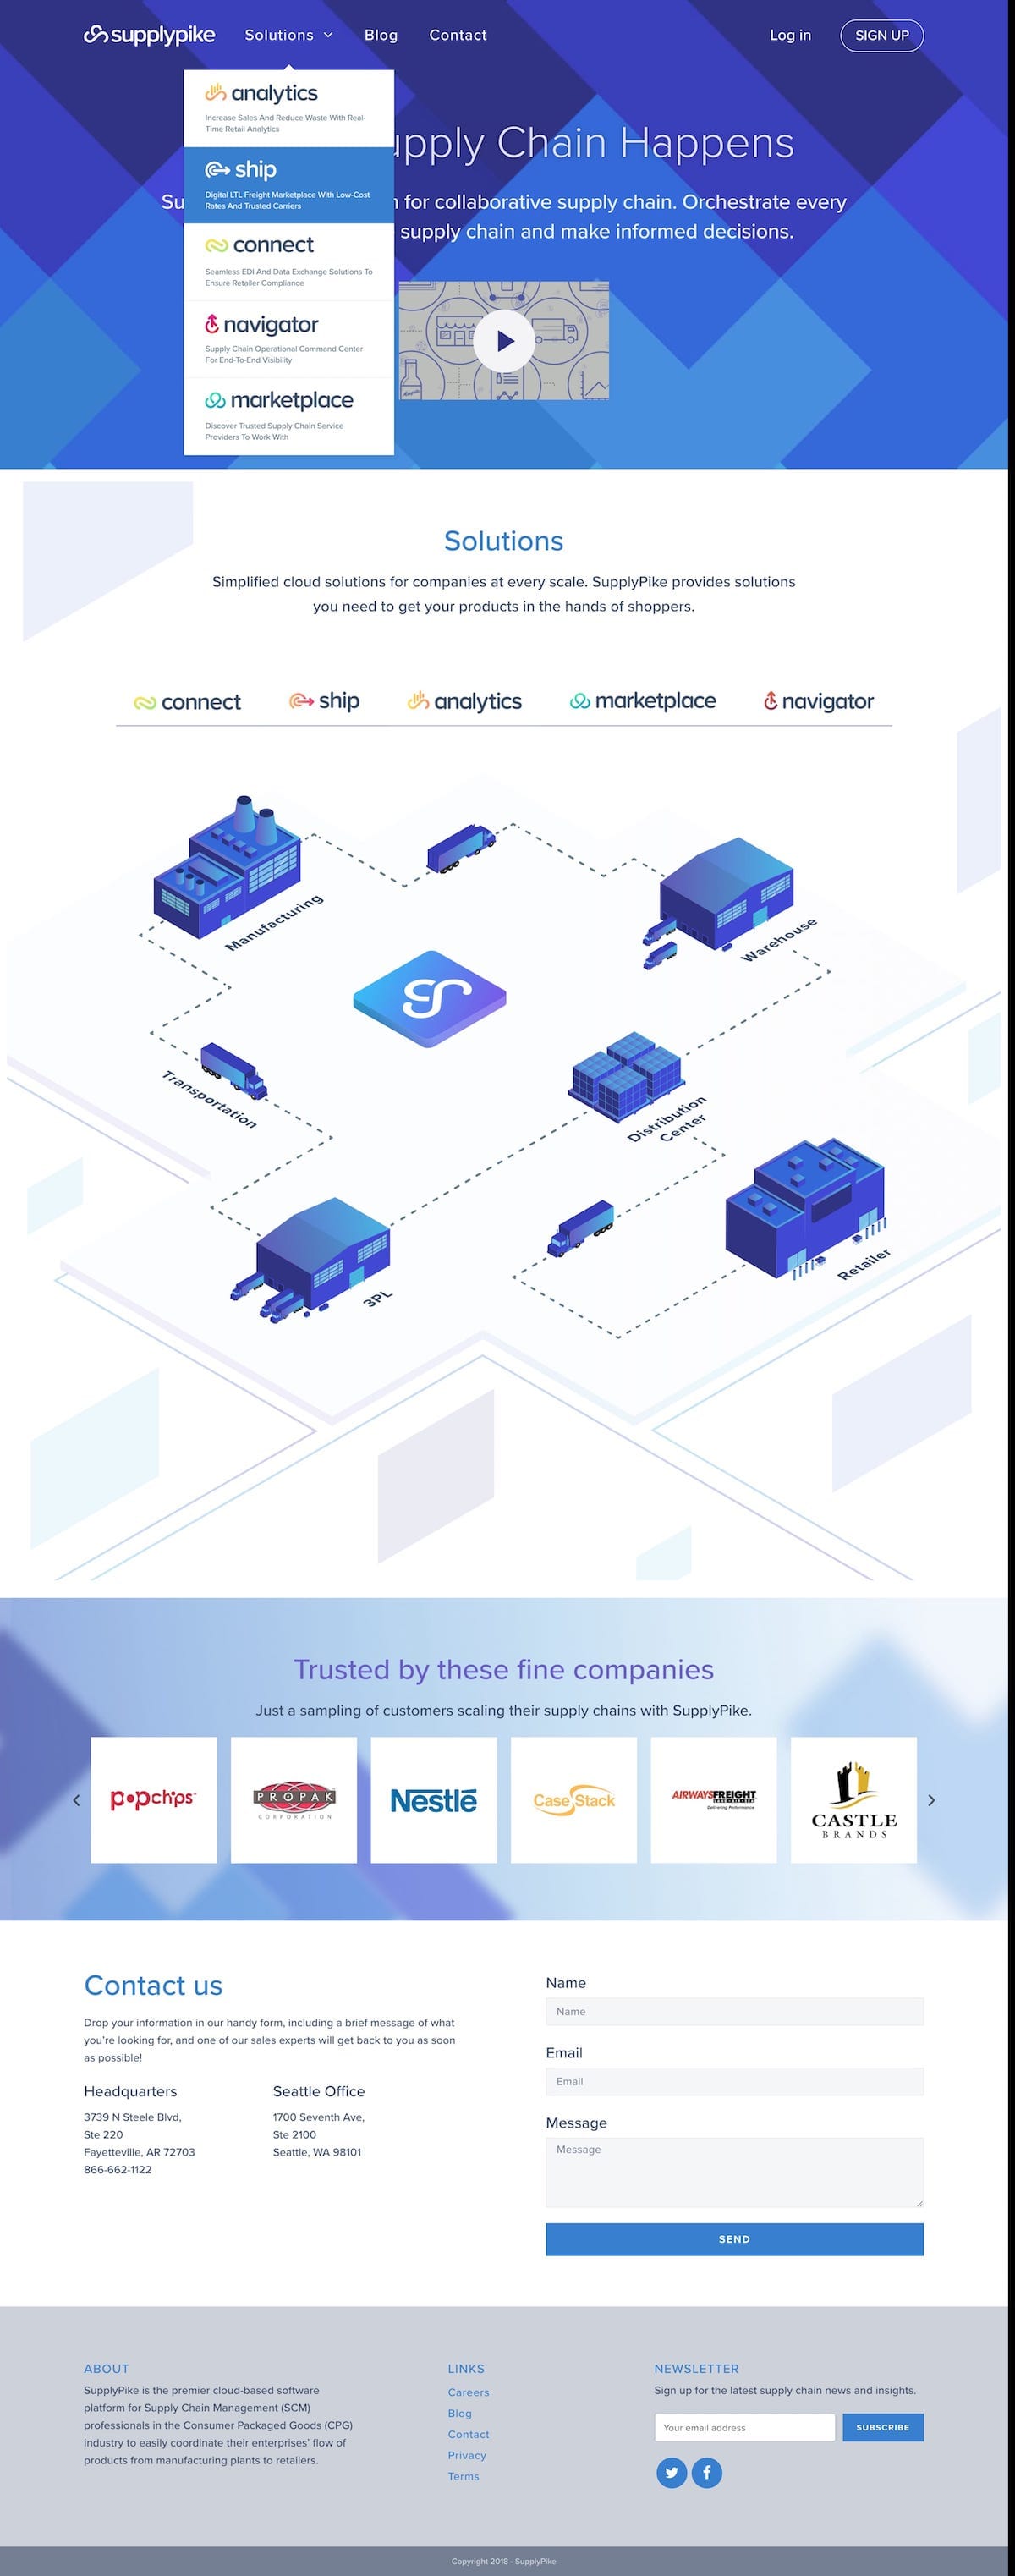 supplypike Solutions Blog Contact Log in SIGN UP
analytics
Increase Sales And Reduce Waste With Real-
Time Retail Analytics
ship
Digital LTL Freight Marketplace With Low-Cost
Rates And Trusted Carriers
connect
Seamless EDI And Data Exchange Solutions To
Ensure Retailer Compliance
navigator
Supply Chain Operational Command Center
For End-To-End Visibility
marketplace
Discover Trusted Supply Chain Service
Providers To Work With
upply Chain Happens
Su for collaborative supply chain. Orchestrate every
supply chain and make informed decisions.
Solutions
Simplified cloud solutions for companies at every scale. SupplyPike provides solutions
you need to get your products in the hands of shoppers.
connect ship analytics marketplace navigator
Manufacturing
Warehouse
Transportation
Distribution
Center
Retailer
3PL
Trusted by these fine companies
Just a sampling of customers scaling their supply chains with SupplyPike.
popchips
PROPAK
CORPORATION
Nestlé
CaseStack
AIRWAYS FREIGHT
LAND•AIR•SEA
Delivering Performance
CASTLE
BRANDS
Contact us
Drop your information in our handy form, including a brief message of what
you're looking for, and one of our sales experts will get back to you as soon
as possible!
Headquarters
3739 N Steele Blvd,
Ste 220
Fayetteville, AR 72703
866-662-1122
Seattle Office
1700 Seventh Ave,
Ste 2100
Seattle, WA 98101
Name
Name
Email
Email
Message
Message
SEND
ABOUT
SupplyPike is the premier cloud-based software
platform for Supply Chain Management (SCM)
professionals in the Consumer Packaged Goods (CPG)
industry to easily coordinate their enterprises' flow of
products from manufacturing plants to retailers.
LINKS
Careers
Blog
Contact
Privacy
Terms
NEWSLETTER
Sign up for the latest supply chain news and insights.
Your email address SUBSCRIBE
Copyright 2018 - SupplyPike